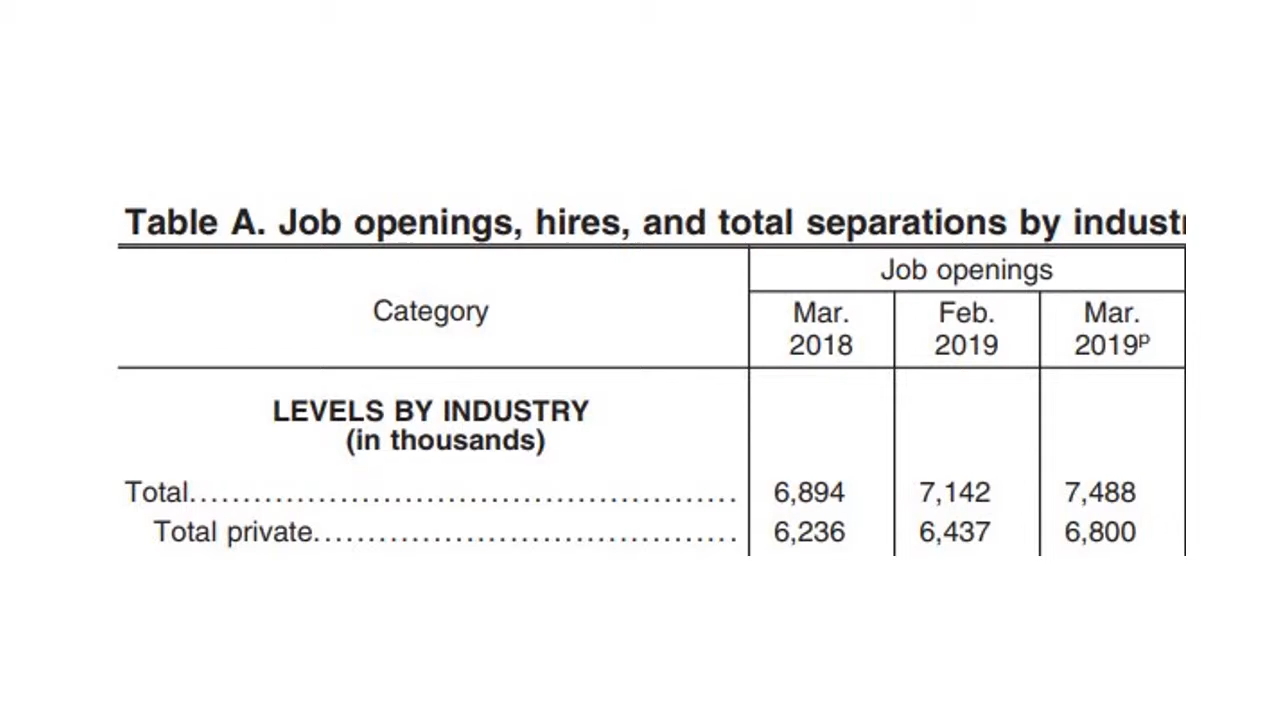 Table A. Job openings, hires, and total separations by industr
Job openings
Category
Mar. 2018
Feb. 2019
Mar. 2019ᵖ
LEVELS BY INDUSTRY
(in thousands)
Total.................................................... 6,894 7,142 7,488
Total private........................................ 6,236 6,437 6,800